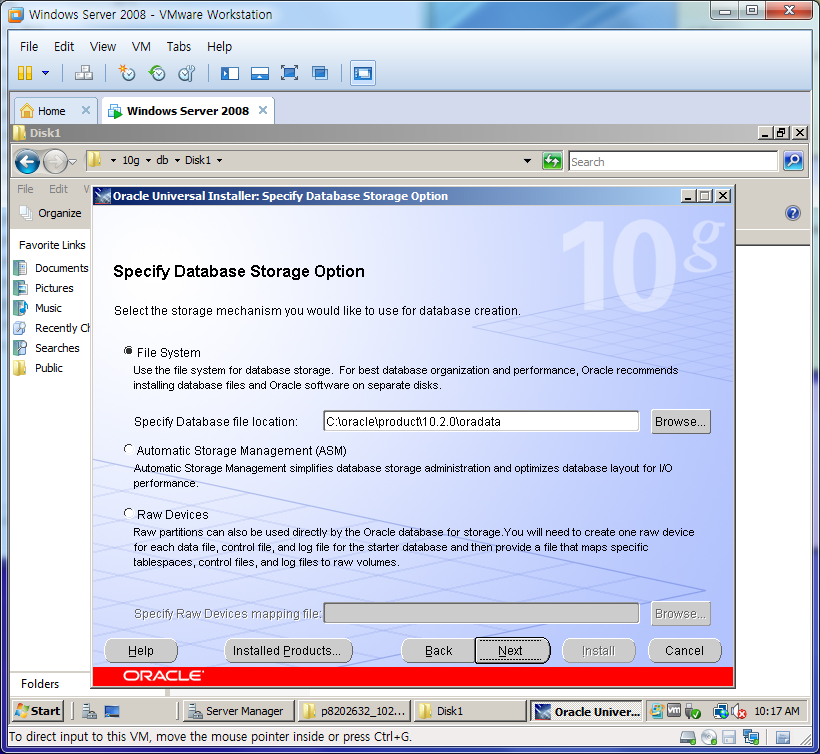 Windows Server 2008 - VMware Workstation
File Edit View VM Tabs Help
Home Windows Server 2008
Disk1
10g db Disk1 Search
File Edit V
Organize
Favorite Links
Documents
Pictures
Music
Recently Ch
Searches
Public
Folders
Oracle Universal Installer: Specify Database Storage Option
10g
Specify Database Storage Option
Select the storage mechanism you would like to use for database creation.
File System
Use the file system for database storage. For best database organization and performance, Oracle recommends
installing database files and Oracle software on separate disks.
Specify Database file location: C:\oracle\product\10.2.0\oradata Browse...
Automatic Storage Management (ASM)
Automatic Storage Management simplifies database storage administration and optimizes database layout for I/O
performance.
Raw Devices
Raw partitions can also be used directly by the Oracle database for storage.You will need to create one raw device
for each data file, control file, and log file for the starter database and then provide a file that maps specific
tablespaces, control files, and log files to raw volumes.
Specify Raw Devices mapping file: Browse...
Help Installed Products... Back Next Install Cancel
ORACLE
Start Server Manager p8202632_102... Disk1 Oracle Univer... 10:17 AM
To direct input to this VM, move the mouse pointer inside or press Ctrl+G.